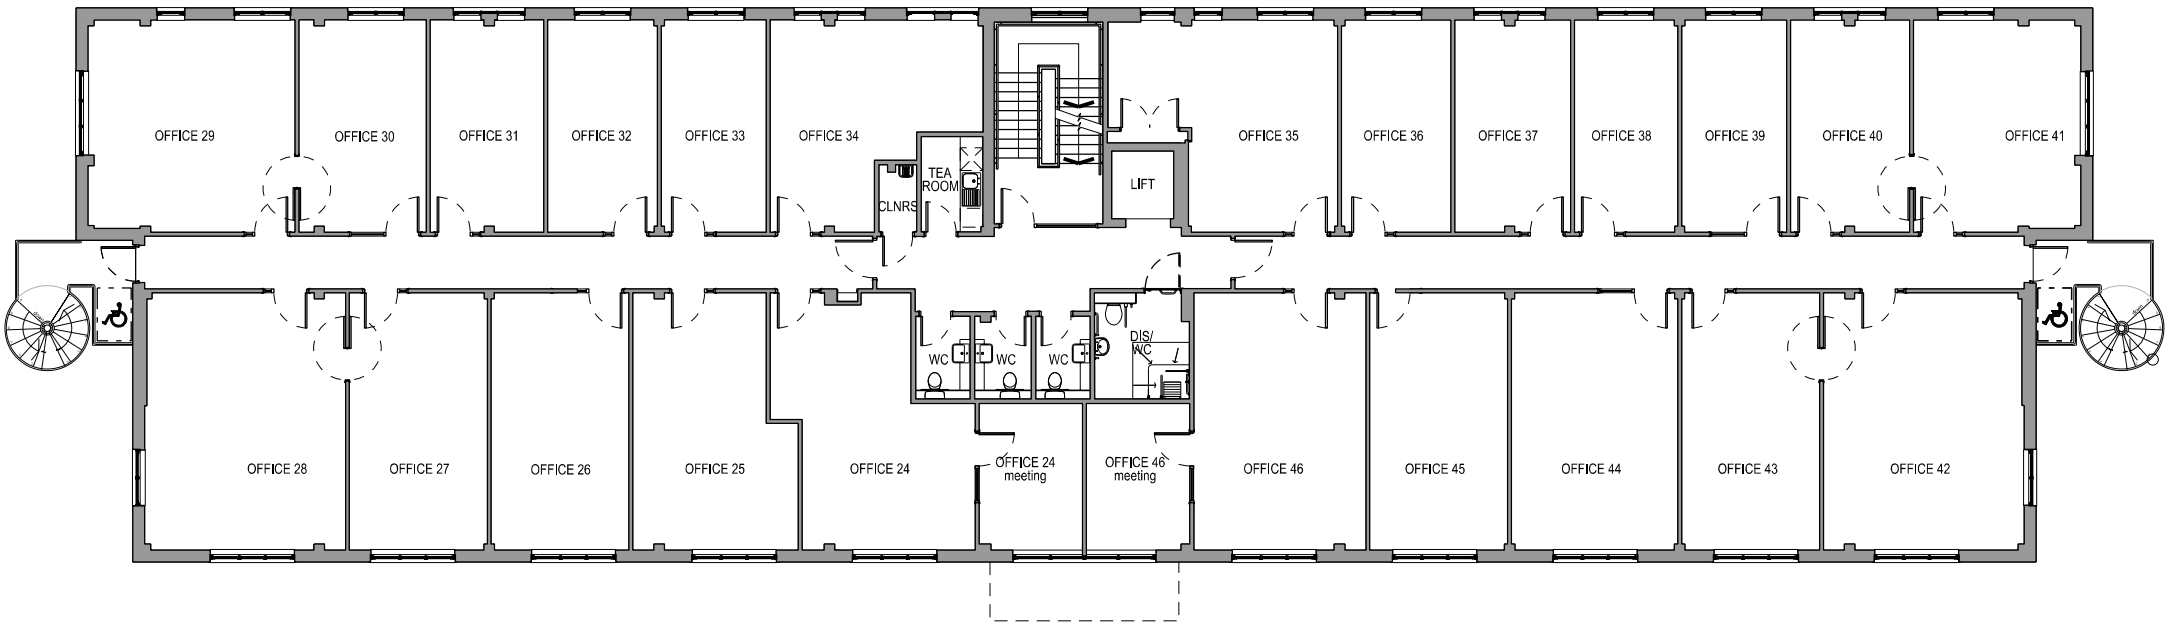 OFFICE 29
OFFICE 30
OFFICE 31
OFFICE 32
OFFICE 33
OFFICE 34
OFFICE 35
OFFICE 36
OFFICE 37
OFFICE 38
OFFICE 39
OFFICE 40
OFFICE 41
TEA
ROOM
LIFT
CLNRS
down
down
DIS/
WC
WC
WC
WC
OFFICE 28
OFFICE 27
OFFICE 26
OFFICE 25
OFFICE 24
OFFICE 24
meeting
OFFICE 46
meeting
OFFICE 46
OFFICE 45
OFFICE 44
OFFICE 43
OFFICE 42